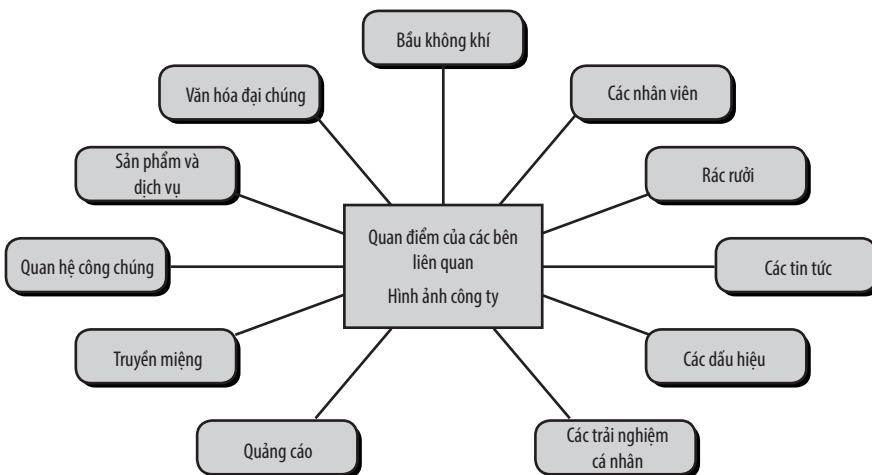 Bầu không khí
Văn hóa đại chúng
Các nhân viên
Sản phẩm và
dịch vụ
Rác rưởi
Quan điểm của các bên
liên quan
Hình ảnh công ty
Quan hệ công chúng
Các tin tức
Truyền miệng
Các dấu hiệu
Quảng cáo
Các trải nghiệm
cá nhân